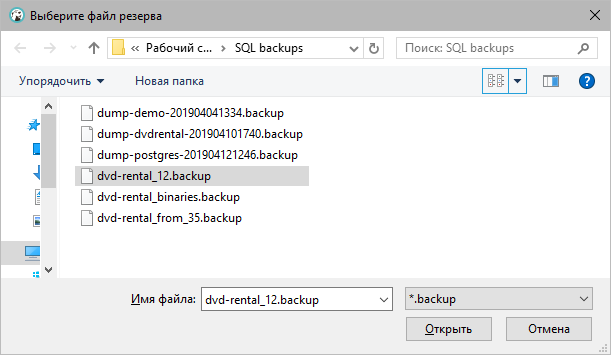 Выберите файл резерва
« Рабочий с... > SQL backups
Поиск: SQL backups
Упорядочить
Новая папка
dump-demo-201904041334.backup
dump-dvdrental-201904101740.backup
dump-postgres-201904121246.backup
dvd-rental_12.backup
dvd-rental_binaries.backup
dvd-rental_from_35.backup
Имя файла: dvd-rental_12.backup
*.backup
Открыть
Отмена